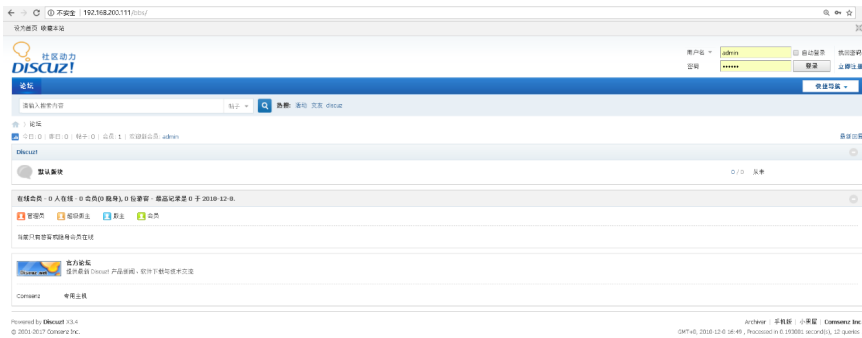 不安全 | 192.168.200.111/bbs/
设为首页 收藏本站
社区动力
DISCUZ!
用户名 admin 自动登录 找回密码
密码 •••••• 登录 立即注册
论坛 快捷导航
请输入搜索内容 帖子 热搜: 活动 交友 discuz
论坛
今日: 0 | 昨日: 0 | 帖子: 0 | 会员: 1 | 欢迎新会员: admin 最新回复
Discuz!
默认版块 0 / 0 从未
在线会员 - 0 人在线 - 0 会员(0 隐身), 0 位游客 - 最高记录是 0 于 2018-12-8.
管理员 超级版主 版主 会员
当前只有游客或隐身会员在线
官方论坛
提供最新 Discuz! 产品新闻、软件下载与技术交流
Comsenz 专用主机
Powered by Discuz! X3.4 Archiver | 手机版 | 小黑屋 | Comsenz Inc.
© 2001-2017 Comsenz Inc. GMT+8, 2018-12-8 16:49 , Processed in 0.193001 second(s), 12 queries